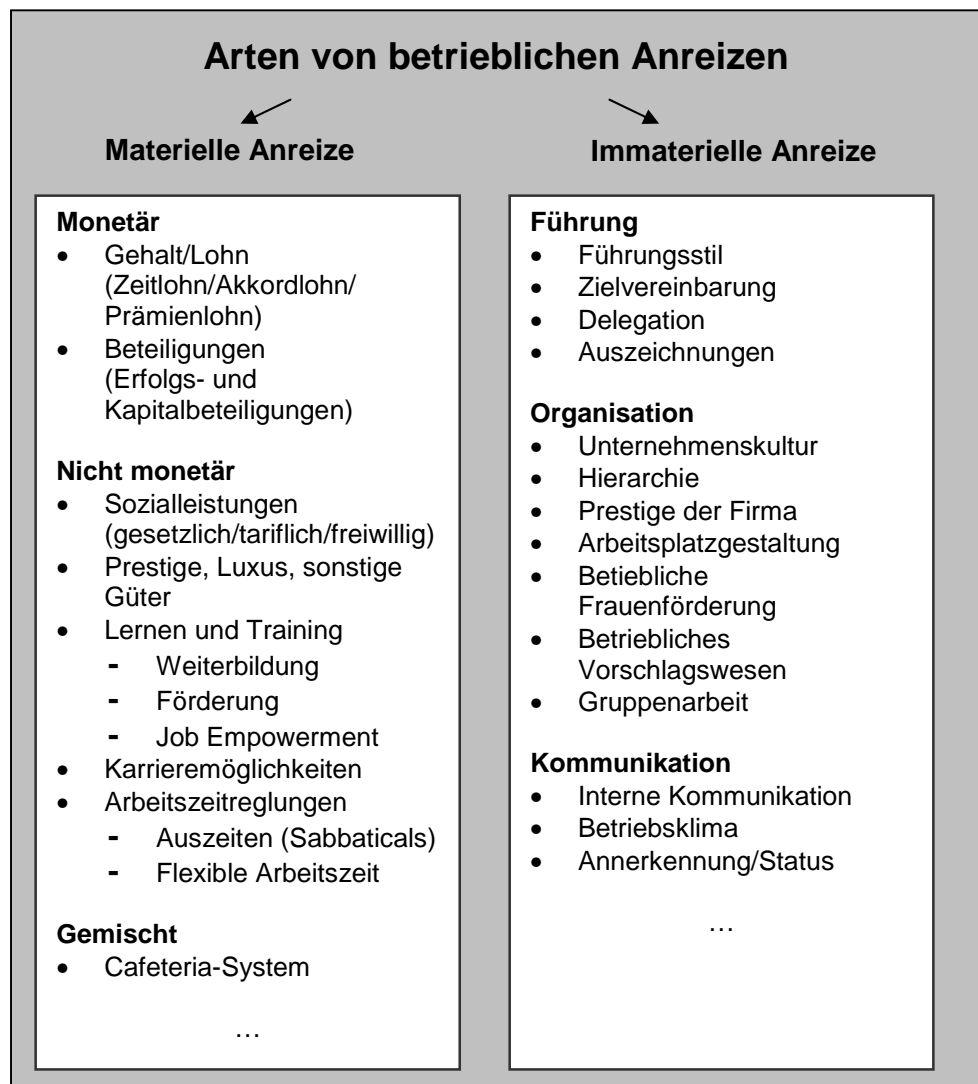 Arten von betrieblichen Anreizen
Materielle Anreize
Monetär
• Gehalt/Lohn
(Zeitlohn/Akkordlohn/
Prämienlohn)
• Beteiligungen
(Erfolgs- und
Kapitalbeteiligungen)
Nicht monetär
• Sozialleistungen
(gesetzlich/tariflich/freiwillig)
• Prestige, Luxus, sonstige
Güter
• Lernen und Training
- Weiterbildung
- Förderung
- Job Empowerment
• Karrieremöglichkeiten
• Arbeitszeitreglungen
- Auszeiten (Sabbaticals)
- Flexible Arbeitszeit
Gemischt
• Cafeteria-System
…
Immaterielle Anreize
Führung
• Führungsstil
• Zielvereinbarung
• Delegation
• Auszeichnungen
Organisation
• Unternehmenskultur
• Hierarchie
• Prestige der Firma
• Arbeitsplatzgestaltung
• Betiebliche
Frauenförderung
• Betriebliches
Vorschlagswesen
• Gruppenarbeit
Kommunikation
• Interne Kommunikation
• Betriebsklima
• Annerkennung/Status
…